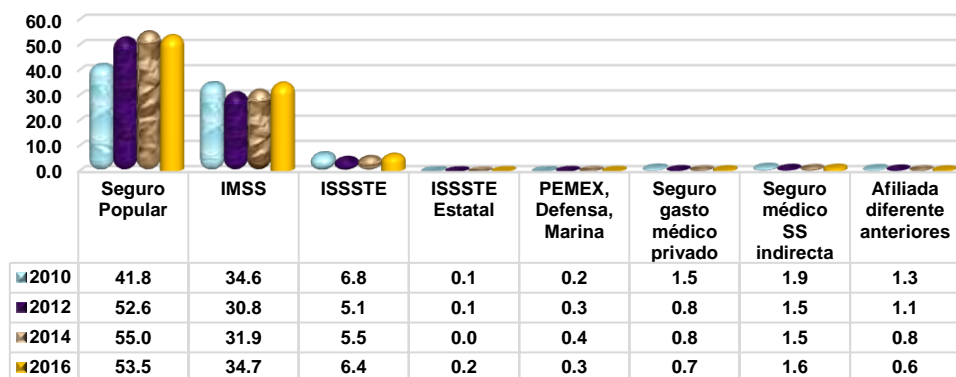 60.0
50.0
40.0
30.0
20.0
10.0
0.0
Seguro Popular IMSS ISSSTE ISSSTE Estatal PEMEX, Defensa, Marina Seguro gasto médico privado Seguro médico SS indirecta Afiliada diferente anteriores
2010 41.8 34.6 6.8 0.1 0.2 1.5 1.9 1.3
2012 52.6 30.8 5.1 0.1 0.3 0.8 1.5 1.1
2014 55.0 31.9 5.5 0.0 0.4 0.8 1.5 0.8
2016 53.5 34.7 6.4 0.2 0.3 0.7 1.6 0.6